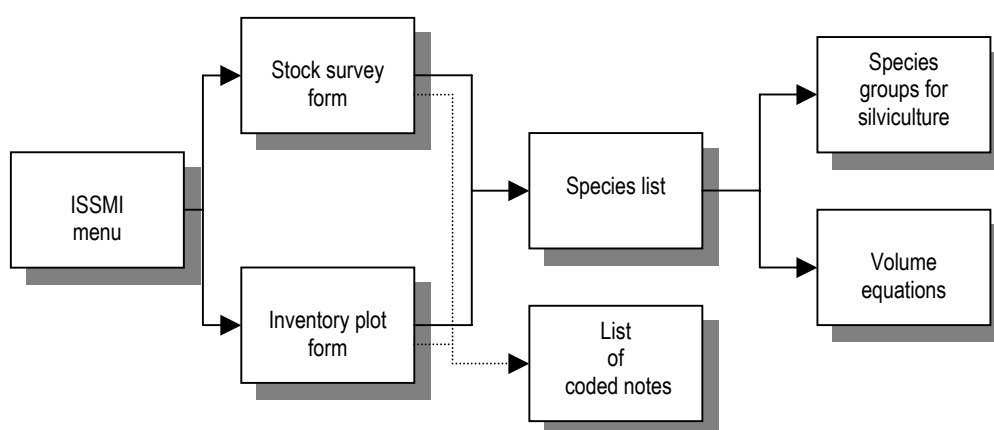 ISSMI
menu
Stock survey
form
Inventory plot
form
Species list
List
of
coded notes
Species
groups for
silviculture
Volume
equations